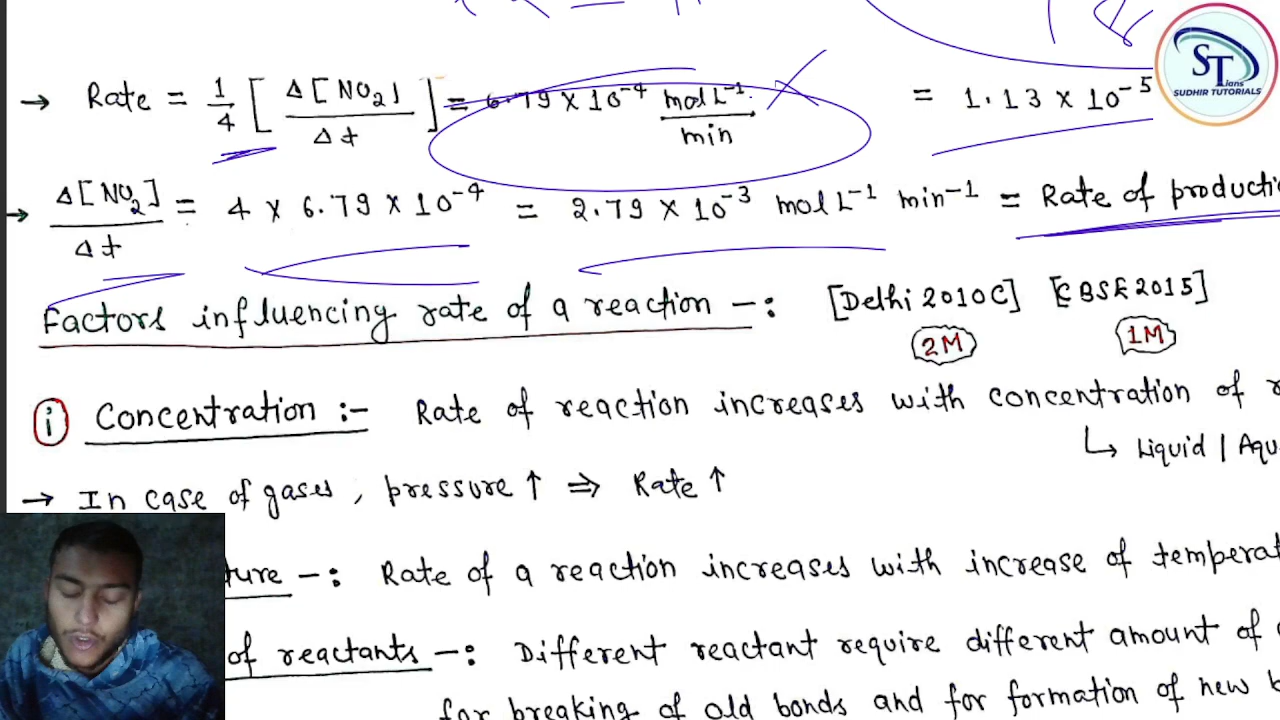 → Rate = 1/4 [ Δ[NO₂] / Δt ] = 6.79 × 10⁻⁴ mol L⁻¹ / min = 1.13 × 10⁻⁵
ST ians
SUDHIR TUTORIALS
→ Δ[NO₂] / Δt = 4 × 6.79 × 10⁻⁴ = 2.79 × 10⁻³ mol L⁻¹ min⁻¹ = Rate of producti
Factors influencing rate of a reaction –: [Delhi 2010C] [CBSE 2015]
2M 1M
(i) Concentration :– Rate of reaction increases with concentration of r
↳ Liquid | Aqu
→ In case of gases, pressure ↑ ⇒ Rate ↑
ture –: Rate of a reaction increases with increase of temperat
of reactants –: Different reactant require different amount of
for breaking of old bonds and for formation of new b